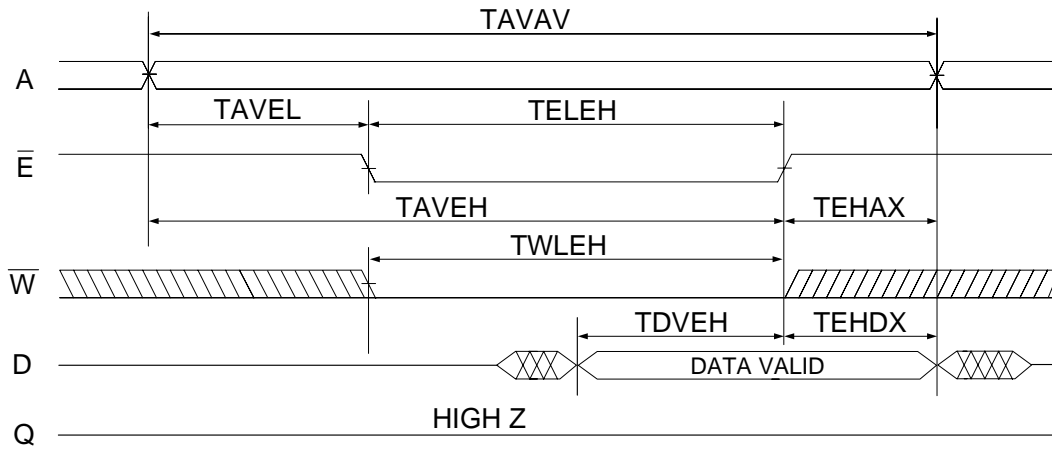 TAVAV
A
TAVEL TELEH
E̅
TAVEH TEHAX
TWLEH
W̅
TDVEH TEHDX
D DATA VALID
HIGH Z
Q